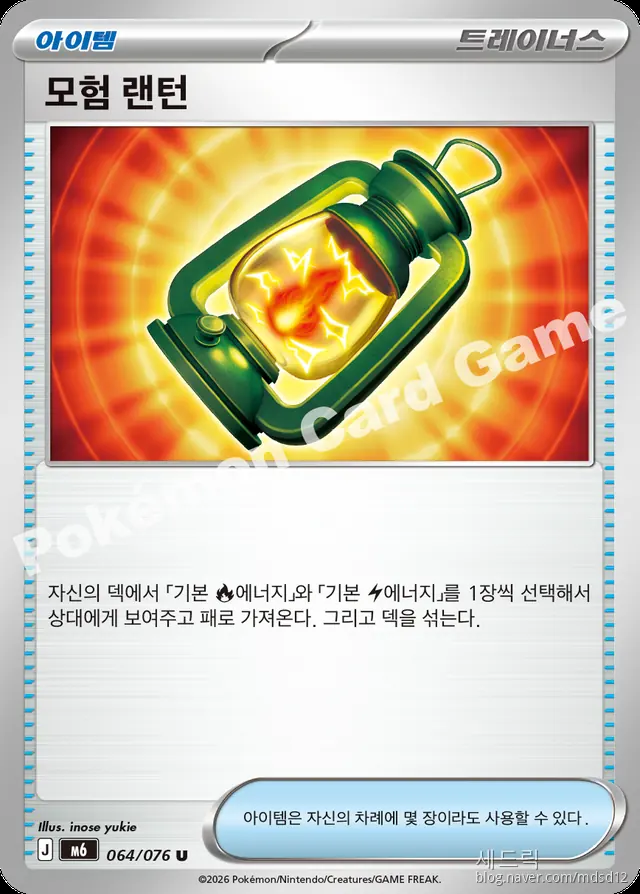 아이템
트레이너스
모험 랜턴
Pokémon Card Game
자신의 덱에서 「기본 에너지」와 「기본 에너지」를 1장씩 선택해서
상대에게 보여주고 패로 가져온다. 그리고 덱을 섞는다.
아이템은 자신의 차례에 몇 장이라도 사용할 수 있다.
Illus. inose yukie
J M6 064/076 U
©2026 Pokémon/Nintendo/Creatures/GAME FREAK.
세드릭
blog.naver.com/mdsd12